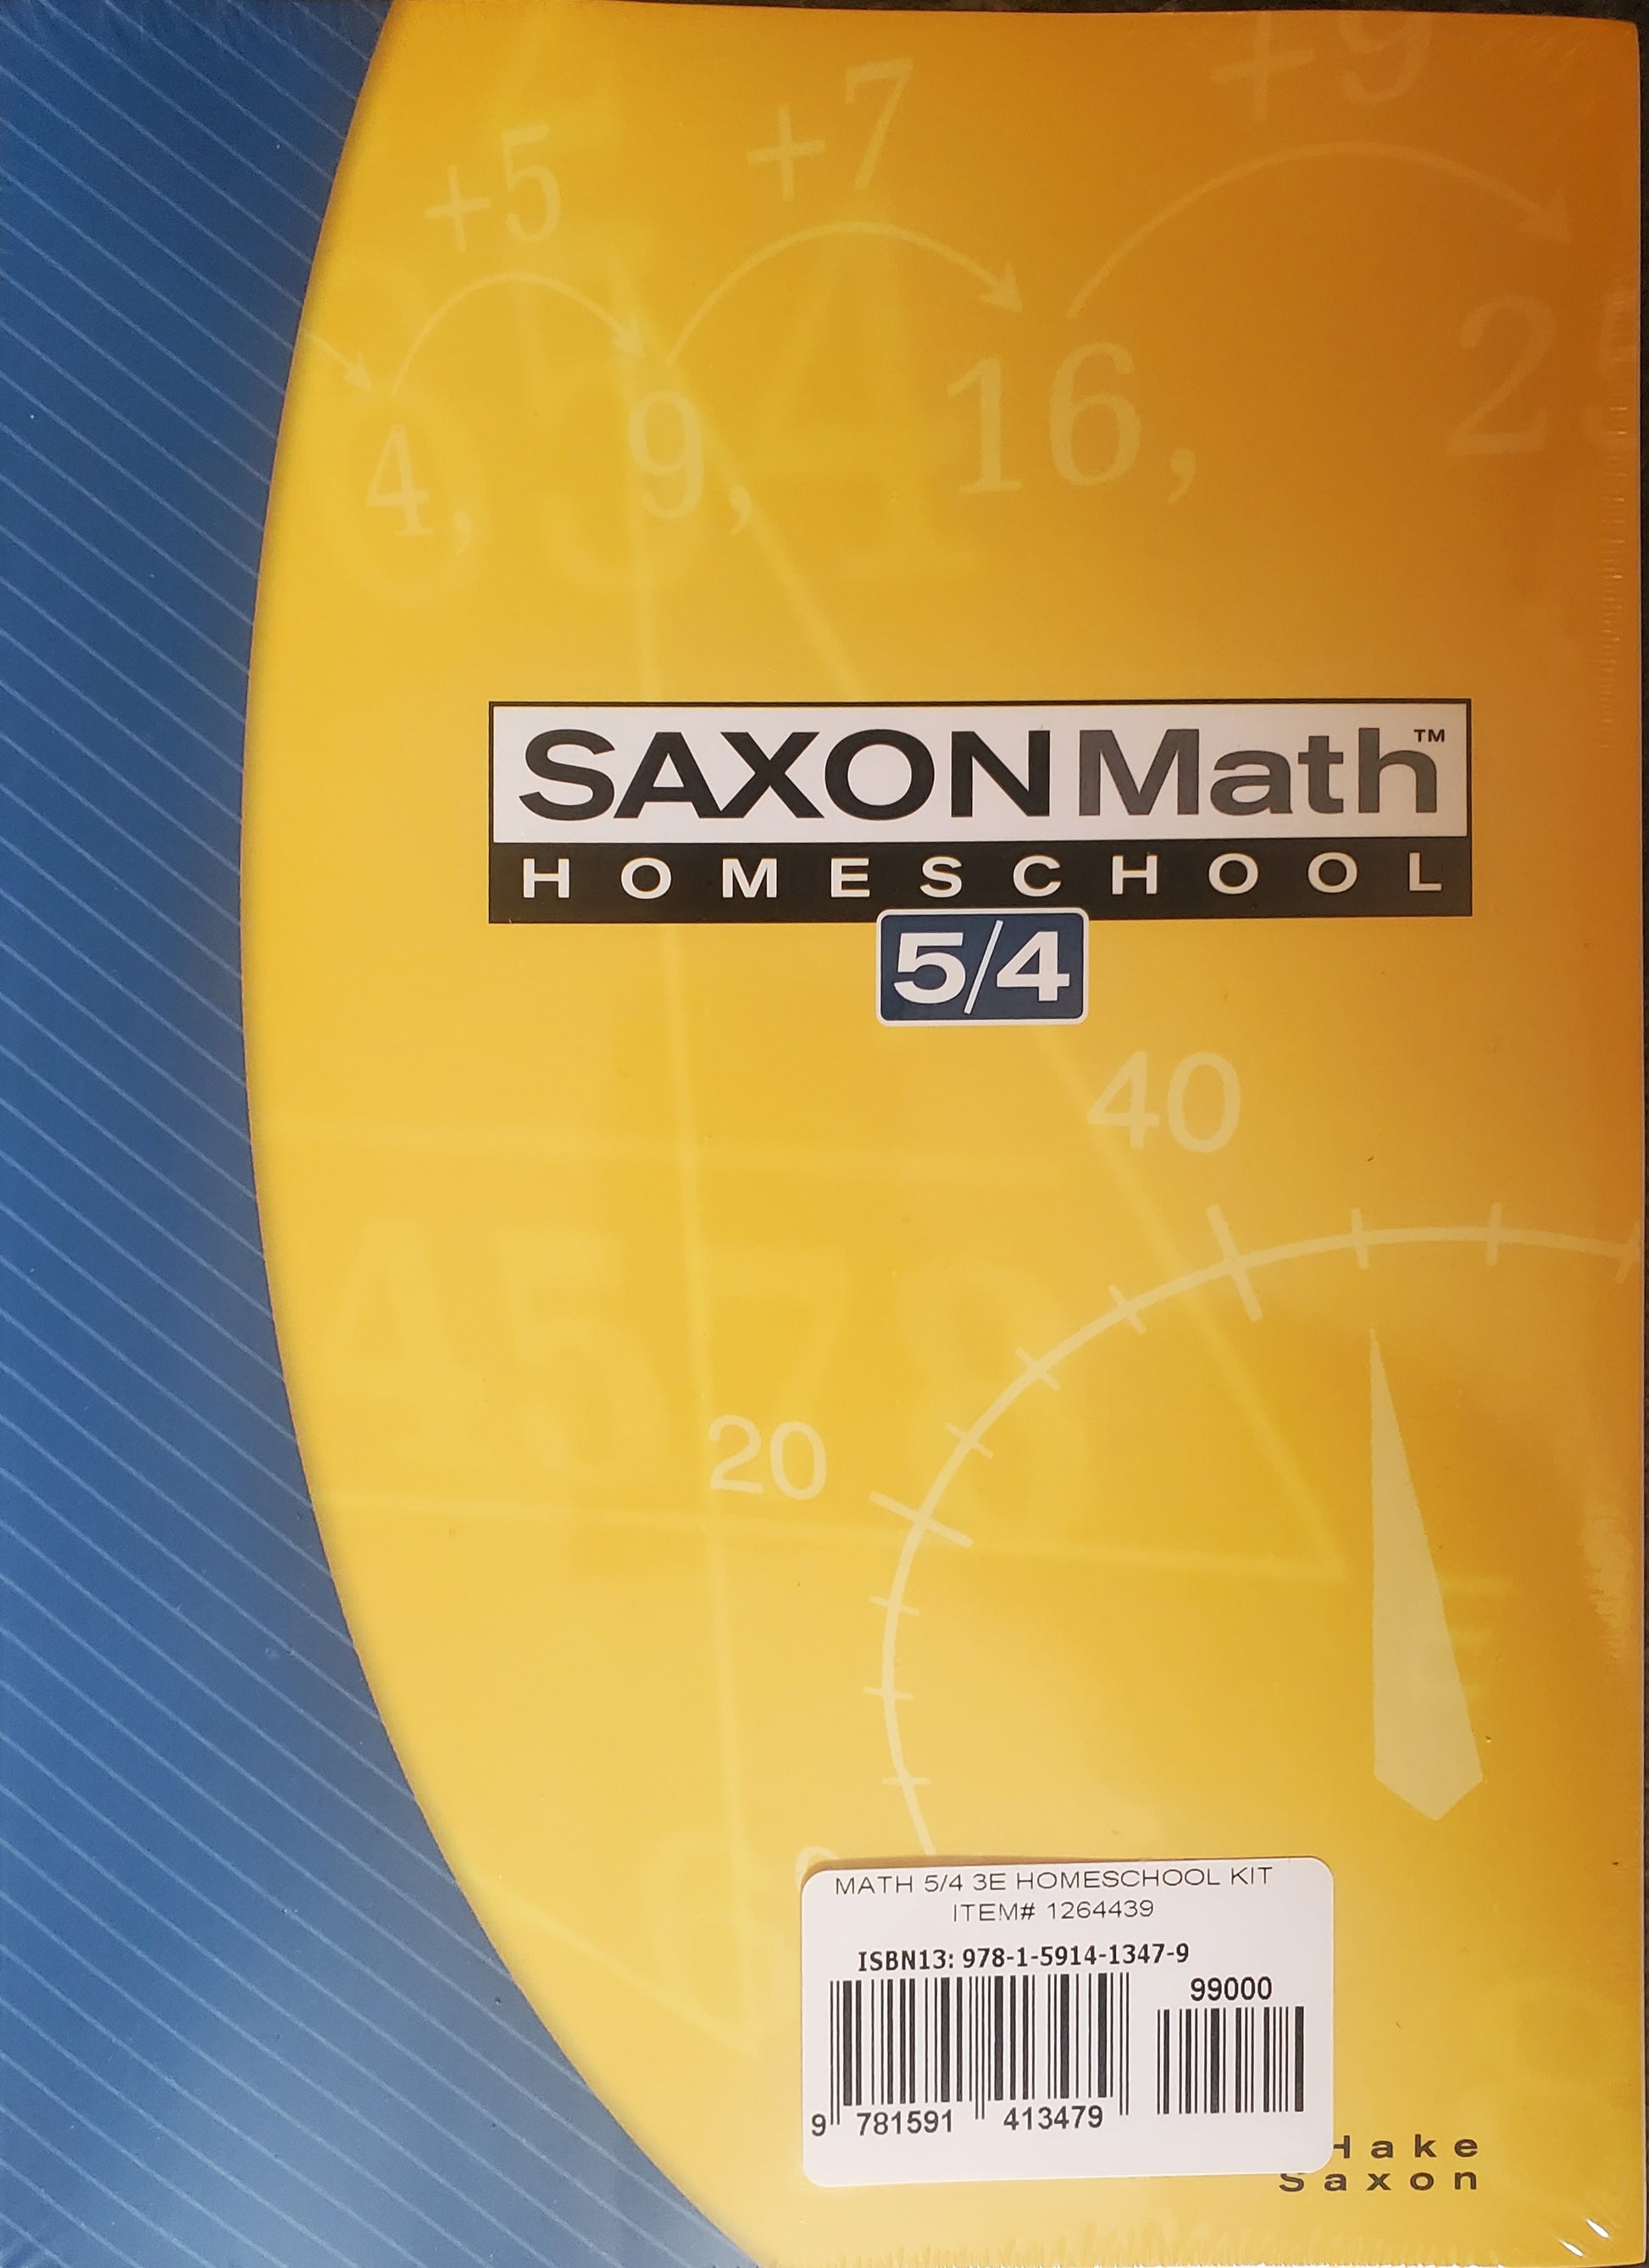 +5 +7 +9
4, 9, 16, 25
SAXON Math™
HOMESCHOOL
5/4
40
20
MATH 5/4 3E HOMESCHOOL KIT
ITEM# 1264439
ISBN13: 978-1-5914-1347-9
99000
9 781591 413479
Hake
Saxon